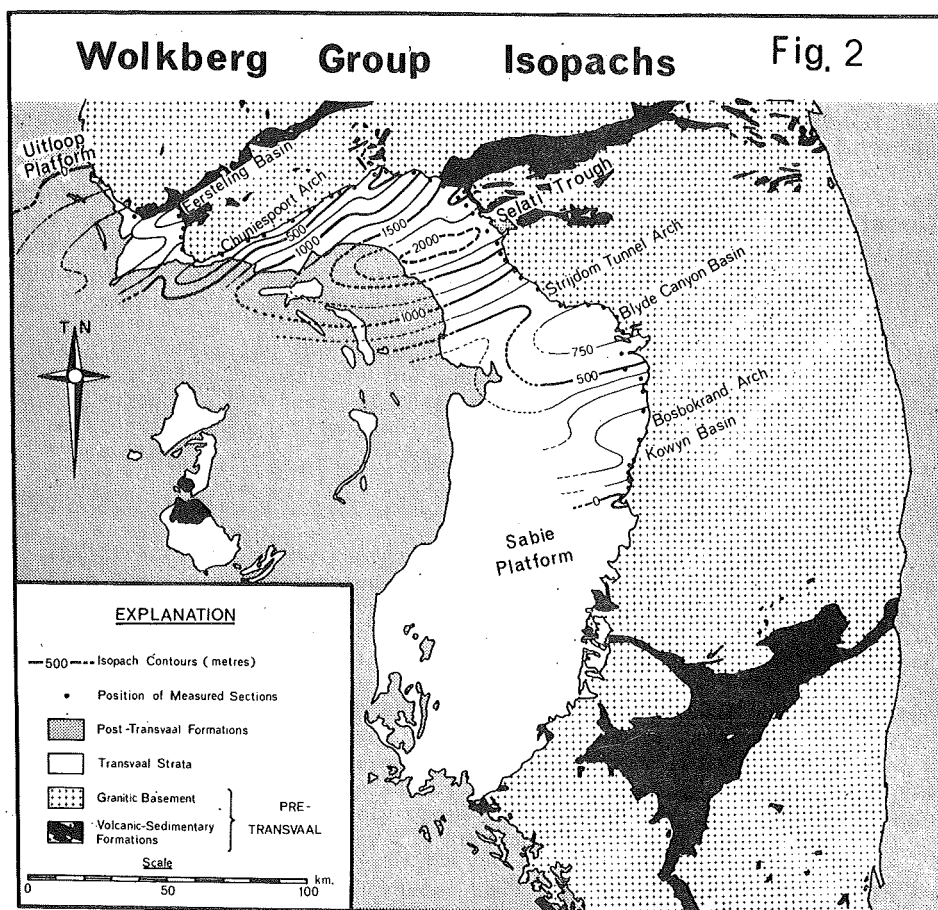 Wolkberg Group Isopachs Fig. 2
Uitloop
Platform
0
Eersteling Basin
Chuniespoort Arch
500
1000
1500
2000
Selati Trough
Strijdom Tunnel Arch
Blyde Canyon Basin
1000
750
500
Bosbokrand Arch
Kowyn Basin
0
T N
Sabie
Platform
EXPLANATION
500 Isopach Contours (metres)
Position of Measured Sections
Post-Transvaal Formations
Transvaal Strata
Granitic Basement
Volcanic-Sedimentary
Formations
PRE-
TRANSVAAL
Scale
0 50 100 km.